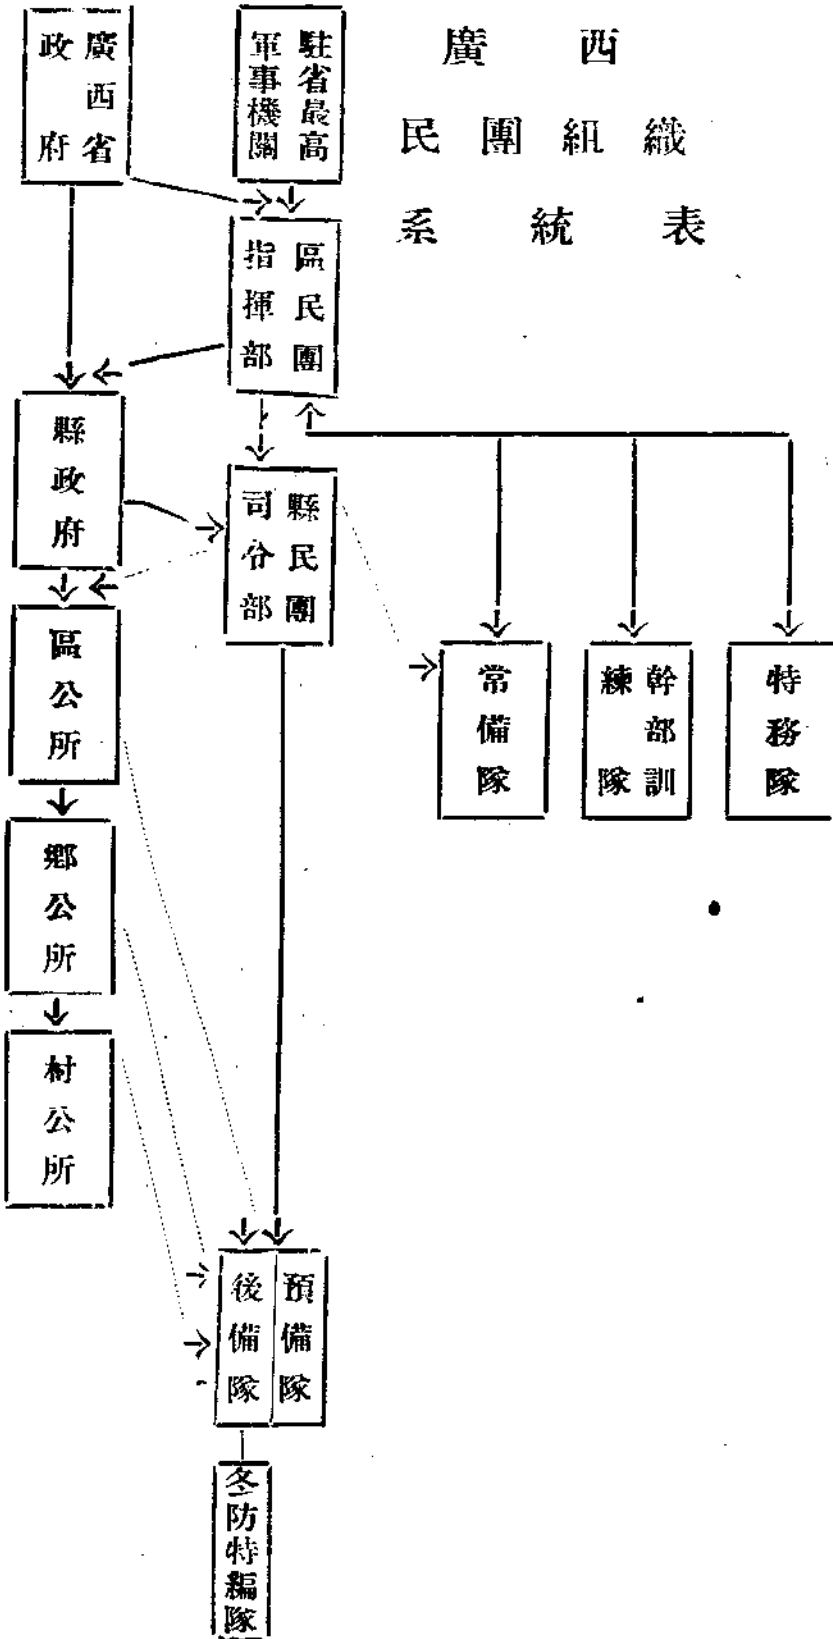 廣西
民團組織
系統表
駐省最高
軍事機關
廣西省
政府
區民團
指揮部
縣政府
縣民團
司令部
區公所
鄉公所
村公所
常備隊
幹部訓
練隊
特務隊
預備隊
後備隊
冬防特編隊